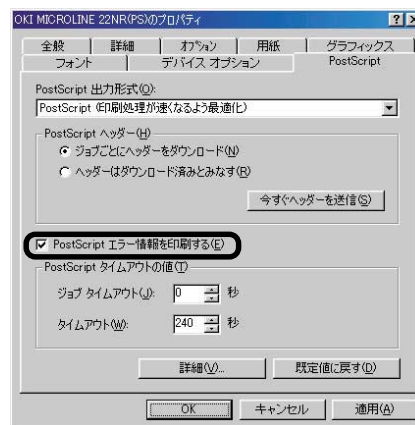 OKI MICROLINE 22NR(PS)のプロパティ
全般 詳細 オプション 用紙 グラフィックス
フォント デバイス オプション PostScript
PostScript 出力形式(O):
PostScript (印刷処理が速くなるよう最適化)
PostScript ヘッダー(H)
ジョブごとにヘッダーをダウンロード(N)
ヘッダーはダウンロード済みとみなす(R)
今すぐヘッダーを送信(S)
PostScript エラー情報を印刷する(E)
PostScript タイムアウトの値(T)
ジョブ タイムアウト(J): 0 秒
タイムアウト(W): 240 秒
詳細(V)... 既定値に戻す(D)
OK キャンセル 適用(A)